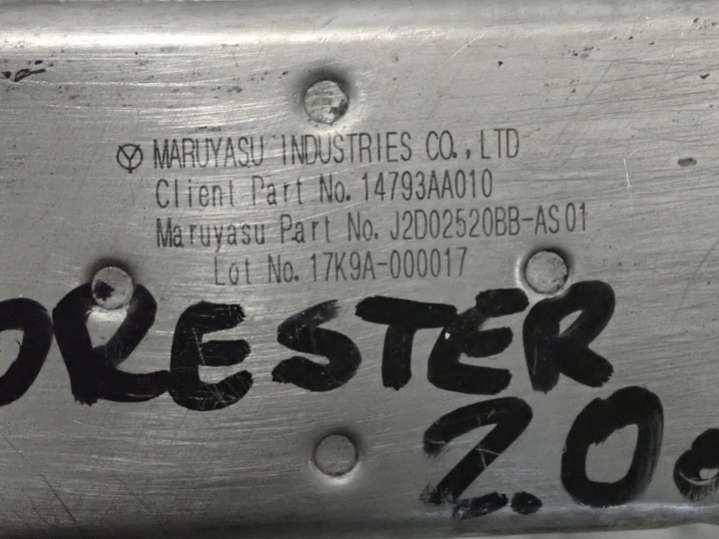 MARUYASU INDUSTRIES CO., LTD
Client Part No. 14793AA010
Maruyasu Part No. J2D02520BB-AS01
Lot No. 17K9A-000017
ORESTER
2.0